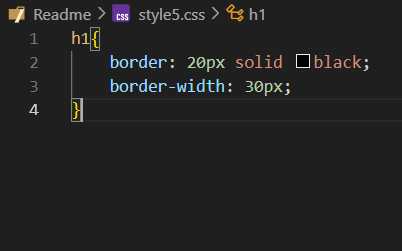 Readme > style5.css > h1
1 h1{
2 border: 20px solid black;
3 border-width: 30px;
4 }